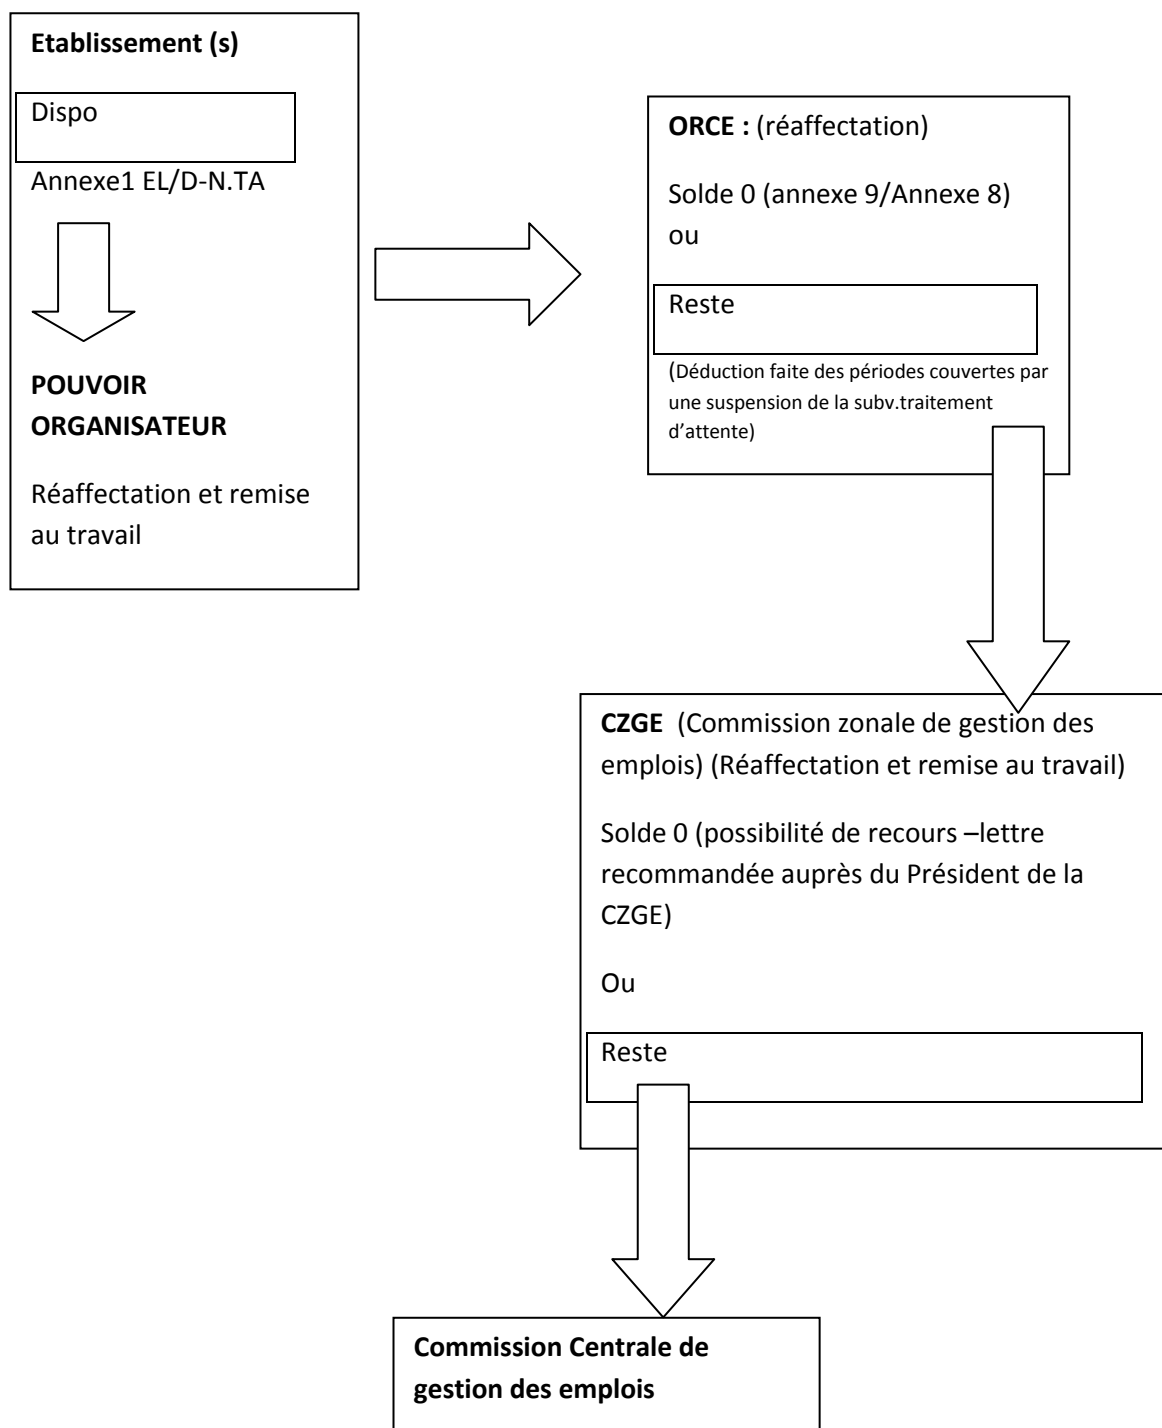 Etablissement (s)
Dispo
Annexe1 EL/D-N.TA
POUVOIR
ORGANISATEUR
Réaffectation et remise
au travail
ORCE : (réaffectation)
Solde 0 (annexe 9/Annexe 8)
ou
Reste
(Déduction faite des périodes couvertes par
une suspension de la subv.traitement
d’attente)
CZGE  (Commission zonale de gestion des
emplois) (Réaffectation et remise au travail)
Solde 0 (possibilité de recours –lettre
recommandée auprès du Président de la
CZGE)
Ou
Reste
Commission Centrale de
gestion des emplois